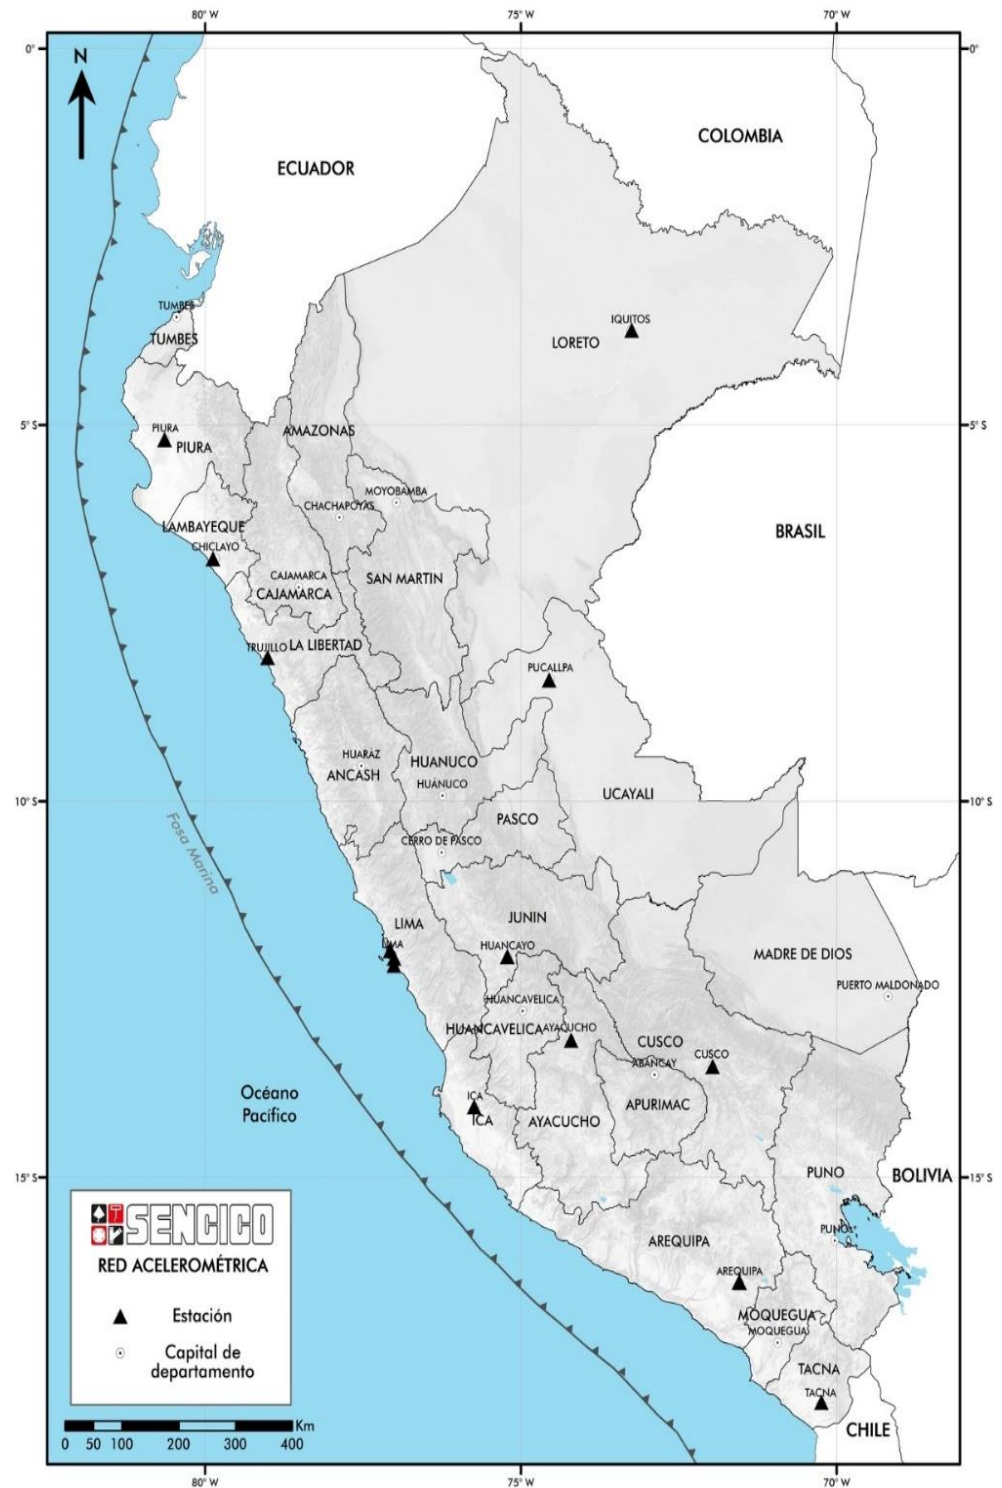 80° W
75° W
70° W
0°
0°
N
COLOMBIA
ECUADOR
TUMBES
TUMBES
IQUITOS
LORETO
5° S
5° S
PIURA
PIURA
AMAZONAS
MOYOBAMBA
CHACHAPOYAS
LAMBAYEQUE
BRASIL
CHICLAYO
CAJAMARCA
SAN MARTIN
CAJAMARCA
TRUJILLO
LA LIBERTAD
PUCALLPA
HUARÁZ
HUANUCO
ANCASH
HUÁNUCO
UCAYALI
10° S
10° S
PASCO
CERRO DE PASCO
Fosa Marina
JUNIN
LIMA
LIMA
HUANCAYO
MADRE DE DIOS
PUERTO MALDONADO
HUANCAVELICA
HUANCAVELICA
AYACUCHO
CUSCO
CUSCO
ABANCAY
Océano
Pacífico
ICA
APURIMAC
ICA
AYACUCHO
PUNO
BOLIVIA
15° S
15° S
SENCICO
PUNO
AREQUIPA
RED ACELEROMÉTRICA
AREQUIPA
Estación
MOQUEGUA
MOQUEGUA
Capital de
departamento
TACNA
TACNA
CHILE
Km
0 50 100 200 300 400
80° W
75° W
70° W